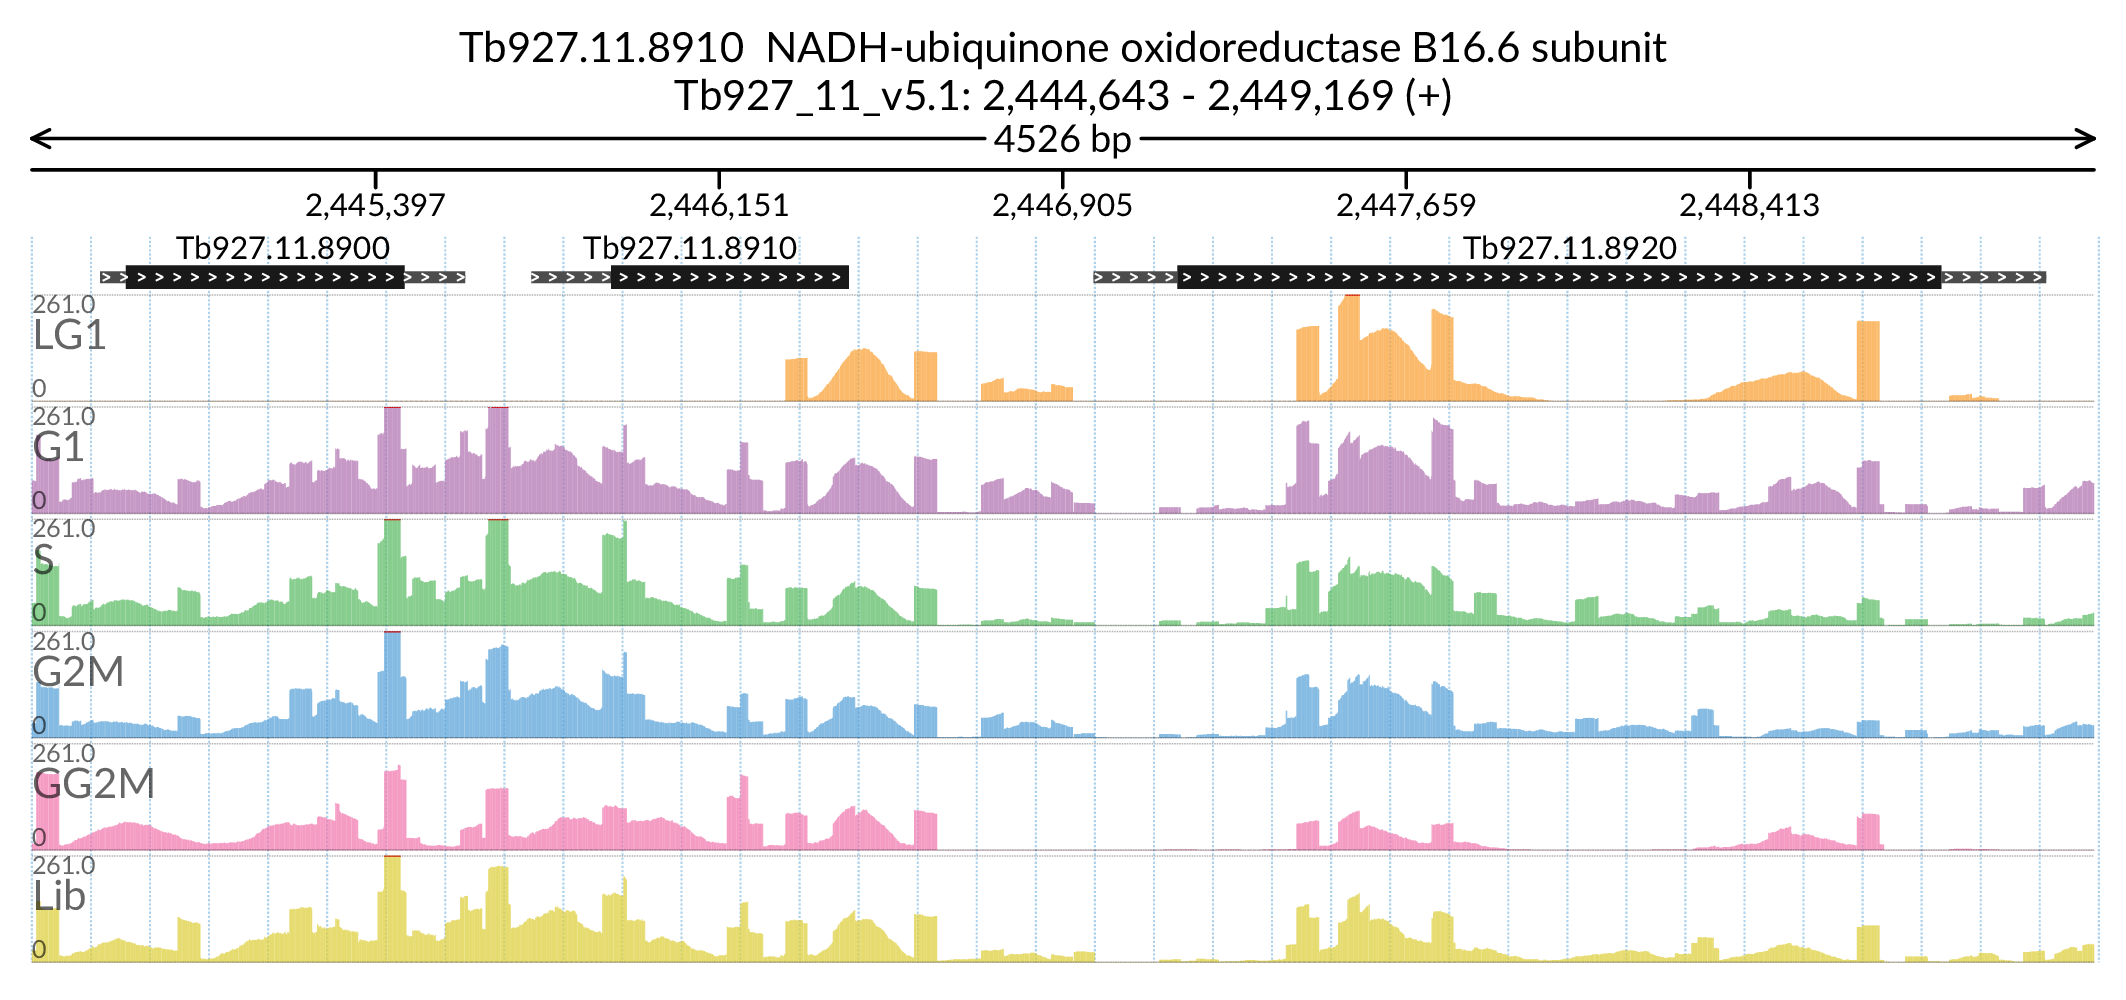 Tb927.11.8910  NADH-ubiquinone oxidoreductase B16.6 subunit
Tb927_11_v5.1: 2,444,643 - 2,449,169 (+)
4526 bp
2,445,397 2,446,151 2,446,905 2,447,659 2,448,413
Tb927.11.8900 Tb927.11.8910 Tb927.11.8920
261.0
LG1
0
261.0
G1
0
261.0
S
0
261.0
G2M
0
261.0
GG2M
0
261.0
Lib
0